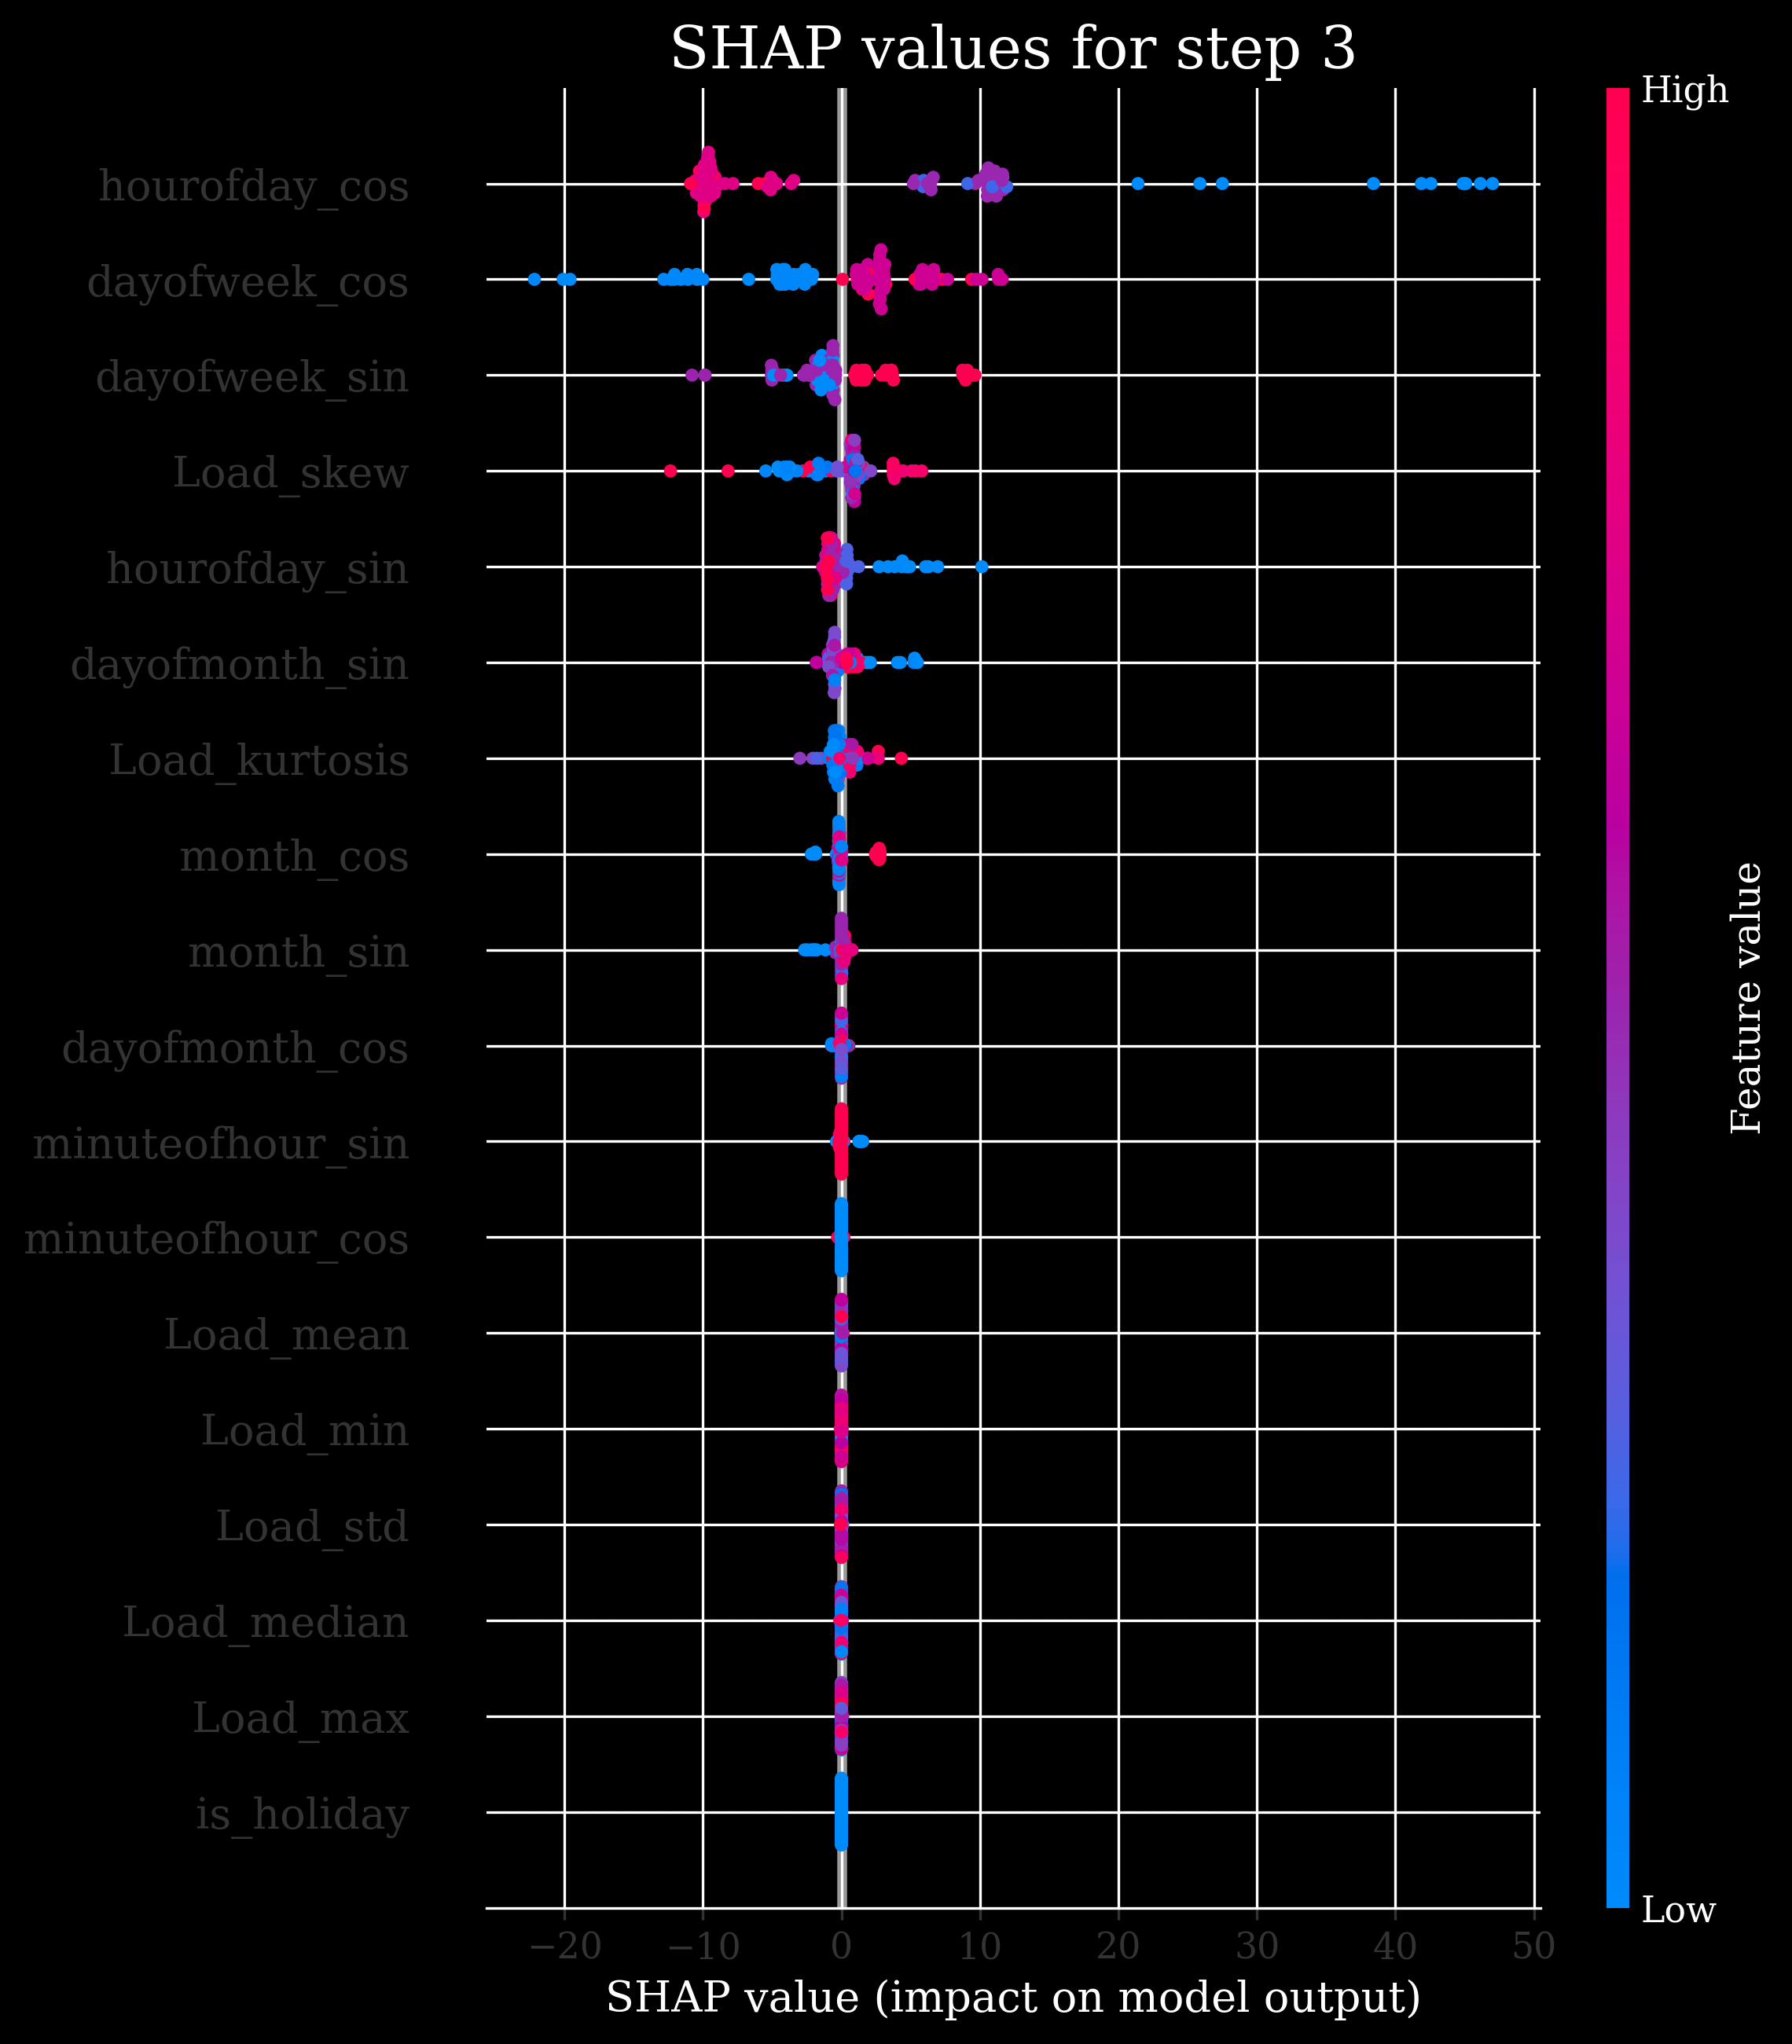 SHAP values for step 3
High
hourofday_cos
dayofweek_cos
dayofweek_sin
Load_skew
hourofday_sin
dayofmonth_sin
Load_kurtosis
month_cos
month_sin
dayofmonth_cos
minuteofhour_sin
minuteofhour_cos
Load_mean
Load_min
Load_std
Load_median
Load_max
is_holiday
Feature value
Low
−20 −10 0 10 20 30 40 50
SHAP value (impact on model output)